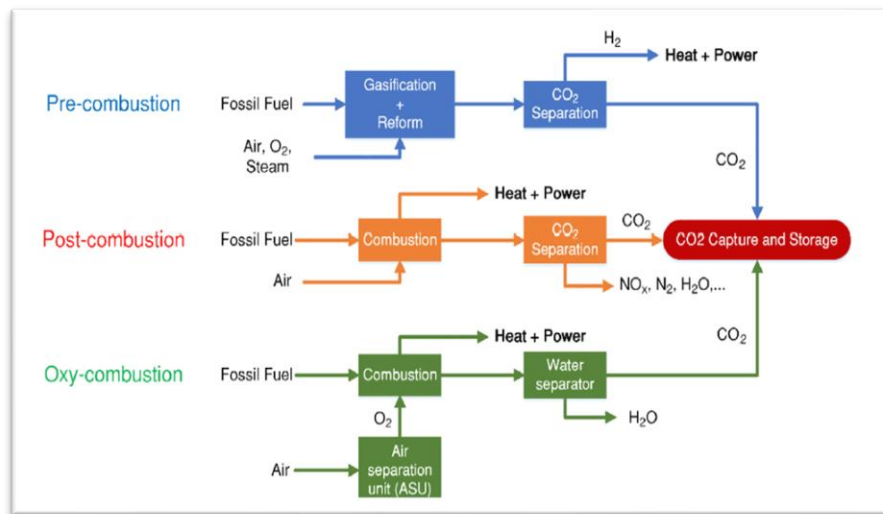 H₂
Heat + Power
Pre-combustion
Fossil Fuel
Gasification
+
Reform
CO₂
Separation
Air, O₂,
Steam
CO₂
Heat + Power
Post-combustion
Fossil Fuel
Combustion
CO₂
Separation
CO₂
CO2 Capture and Storage
Air
NOₓ, N₂, H₂O,...
Heat + Power
CO₂
Oxy-combustion
Fossil Fuel
Combustion
Water
separator
O₂
H₂O
Air
Air
separation
unit (ASU)